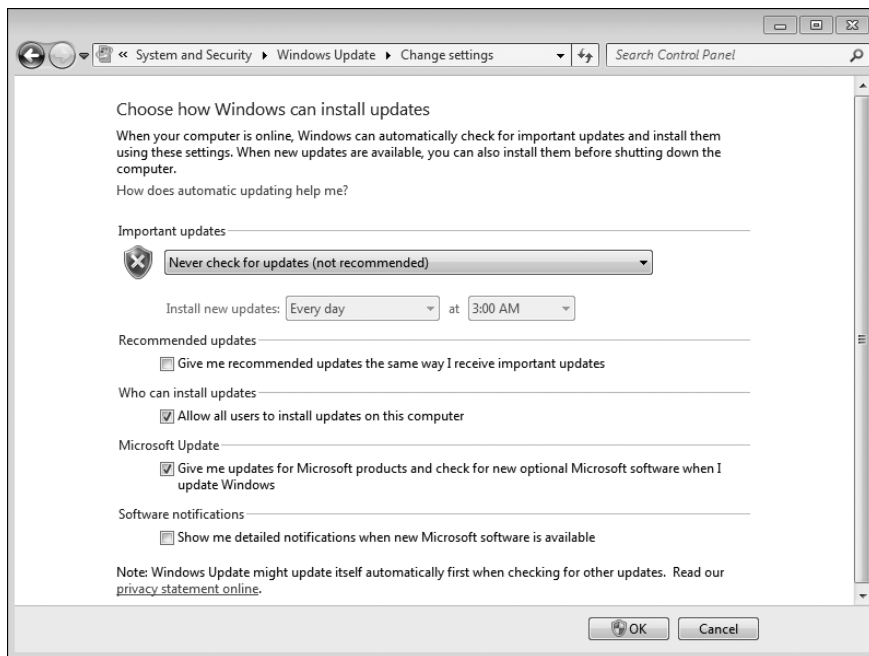 « System and Security ▸ Windows Update ▸ Change settings
Search Control Panel
Choose how Windows can install updates
When your computer is online, Windows can automatically check for important updates and install them
using these settings. When new updates are available, you can also install them before shutting down the
computer.
How does automatic updating help me?
Important updates
Never check for updates (not recommended)
Install new updates: Every day at 3:00 AM
Recommended updates
Give me recommended updates the same way I receive important updates
Who can install updates
Allow all users to install updates on this computer
Microsoft Update
Give me updates for Microsoft products and check for new optional Microsoft software when I
update Windows
Software notifications
Show me detailed notifications when new Microsoft software is available
Note: Windows Update might update itself automatically first when checking for other updates. Read our
privacy statement online.
OK Cancel